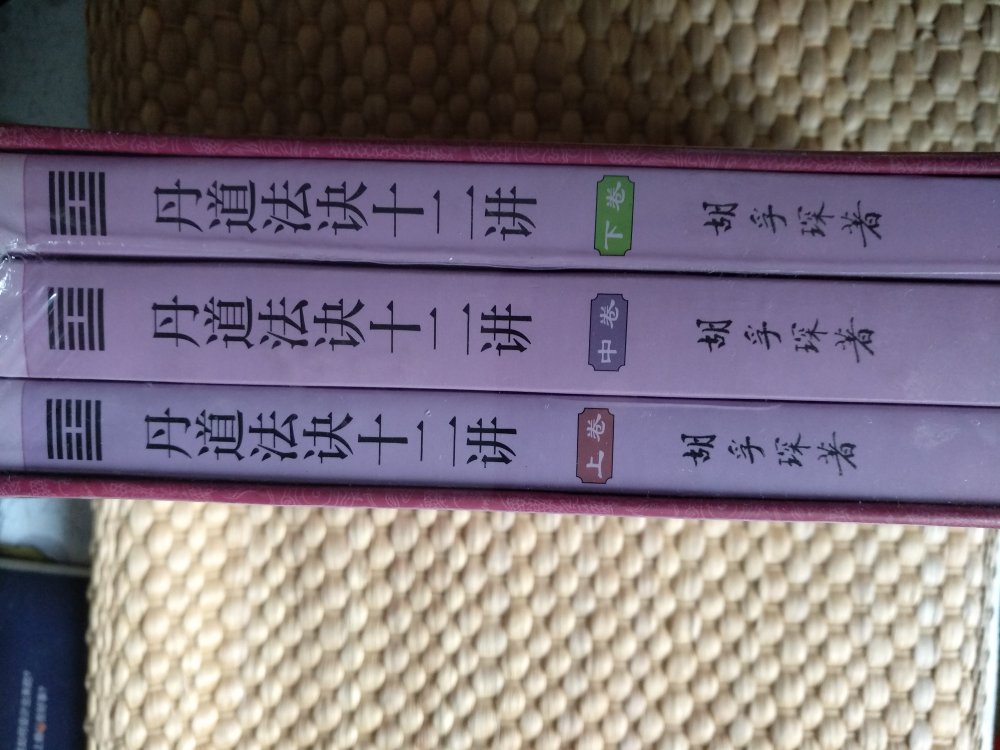 丹道法诀十二讲 下卷 胡孚琛著
丹道法诀十二讲 中卷 胡孚琛著
丹道法诀十二讲 上卷 胡孚琛著